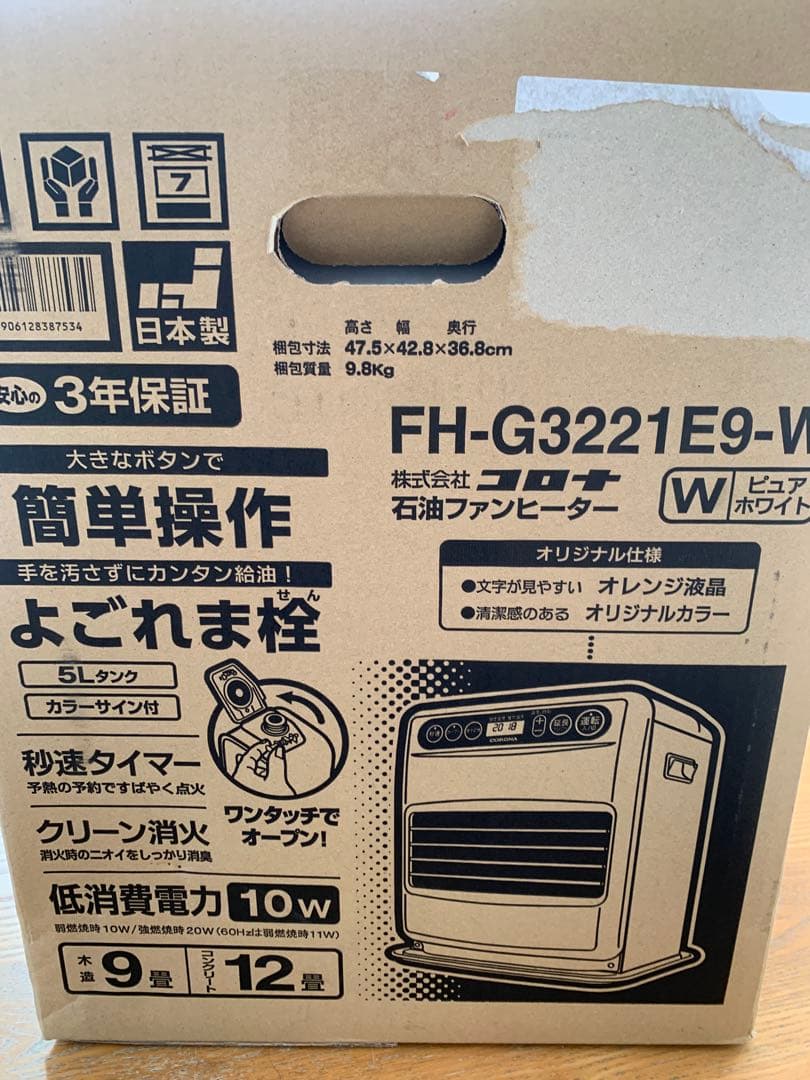 7
906128387534
日本製
高さ 幅 奥行
梱包寸法 47.5×42.8×36.8cm
梱包質量 9.8Kg
安心の 3年保証
FH-G3221E9-W
株式会社 コロナ
石油ファンヒーター
W ピュアホワイト
大きなボタンで
簡単操作
手を汚さずにカンタン給油！
せん
よごれま栓
オリジナル仕様
●文字が見やすい オレンジ液晶
●清潔感のある オリジナルカラー
5Lタンク
カラーサイン付
ワンタッチで
オープン！
秒速タイマー
予熱の予約ですばやく点火
クリーン消火
消火時のニオイをしっかり消臭
低消費電力 10W
弱燃焼時10W/強燃焼時20W(60Hzは弱燃焼時11W)
木造 9畳 コンクリート 12畳
20 18
延長
運転
CORONA